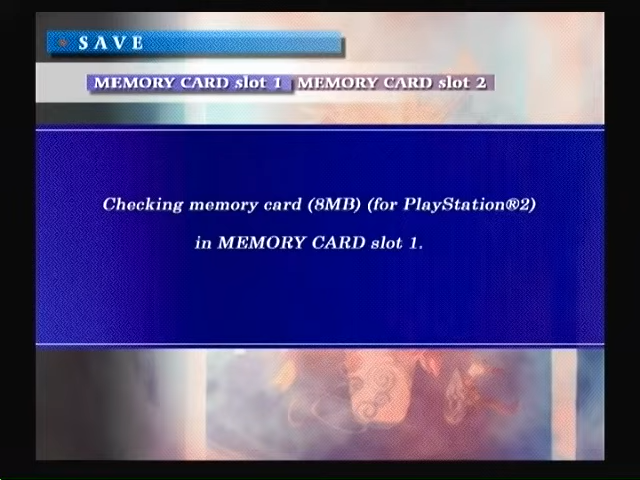 SAVE
MEMORY CARD slot 1 MEMORY CARD slot 2
Checking memory card (8MB) (for PlayStation®2)
in MEMORY CARD slot 1.